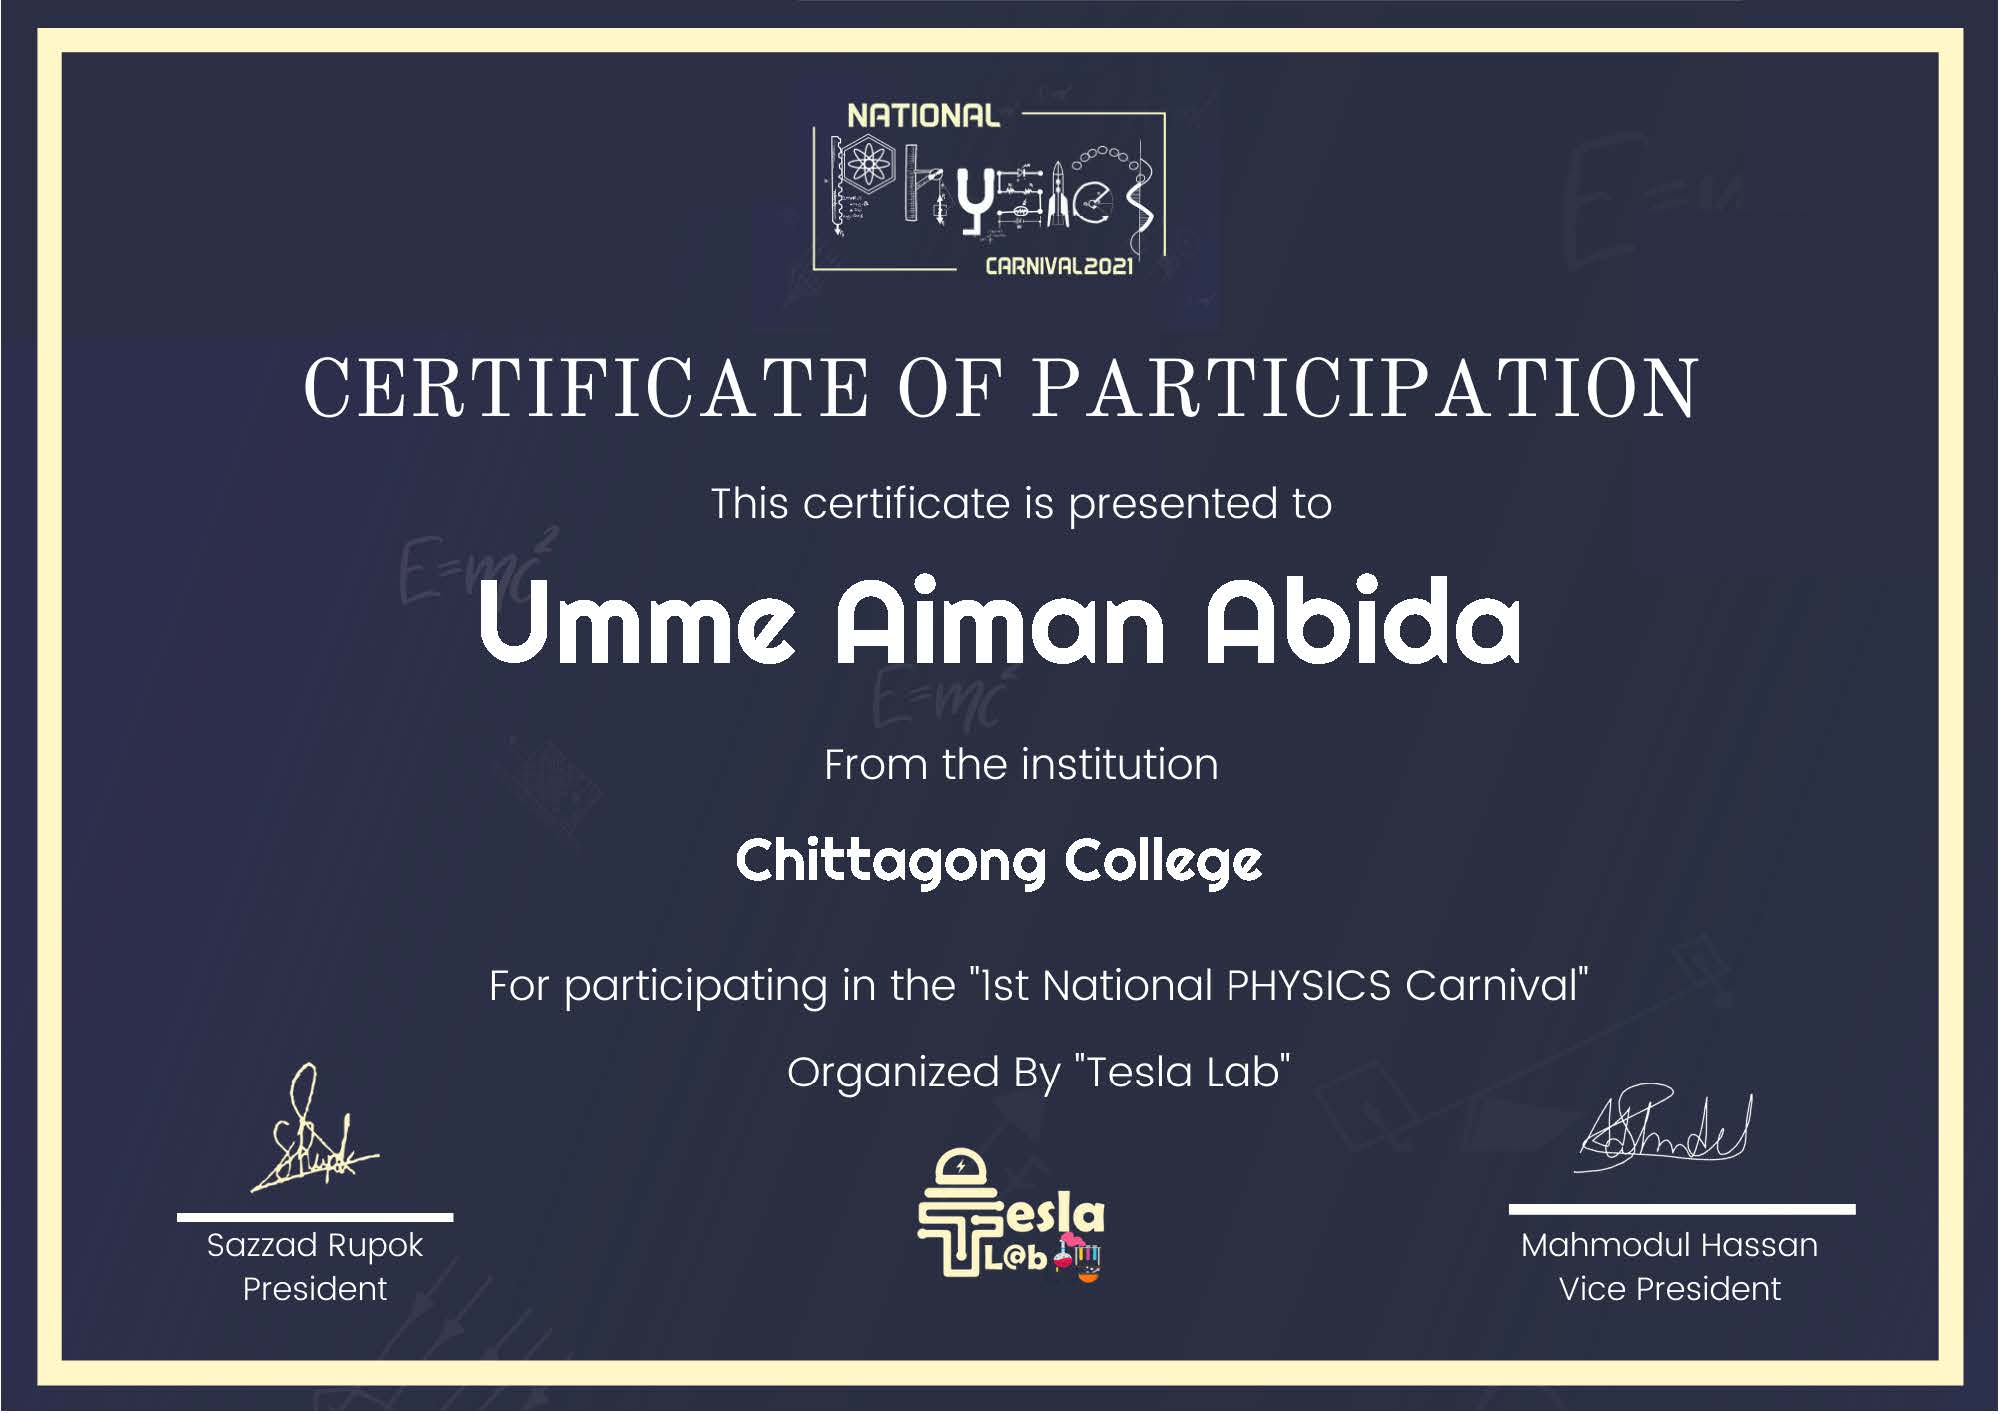 NATIONAL
Physics
CARNIVAL2021
CERTIFICATE OF PARTICIPATION
This certificate is presented to
E=mc²
Umme Aiman Abida
E=mc²
From the institution
Chittagong College
For participating in the "1st National PHYSICS Carnival"
Organized By "Tesla Lab"
Tesla
L@b
Sazzad Rupok
President
Mahmodul Hassan
Vice President